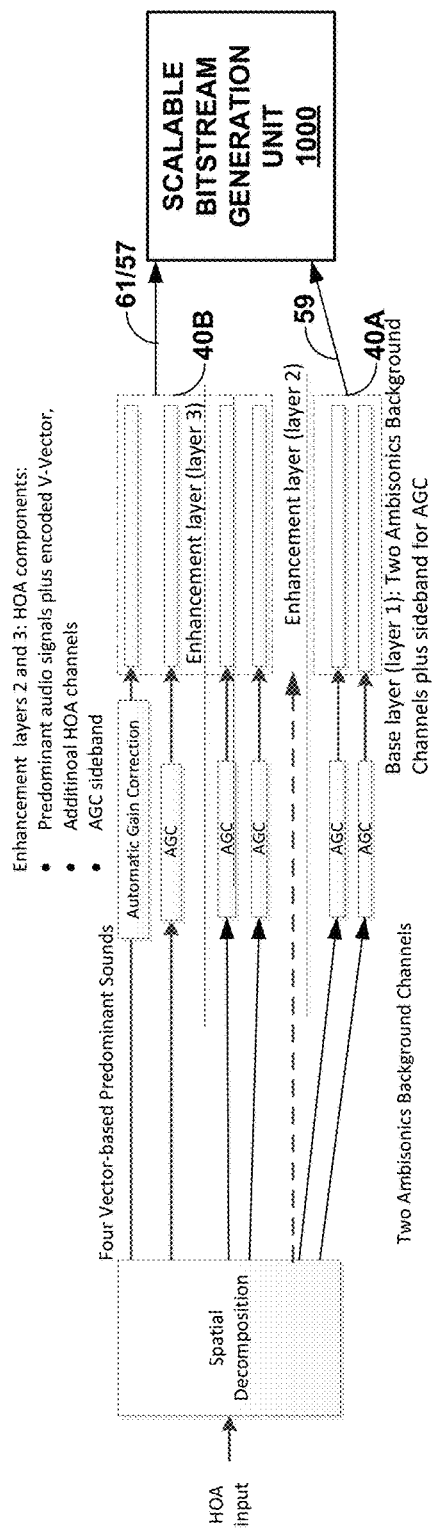 Enhancement layers 2 and 3: HOA components:
• Predominant audio signals plus encoded V-Vector,
• Additinoal HOA channels
• AGC sideband
Four Vector-based Predominant Sounds
HOA
input
Spatial
Decomposition
Automatic Gain Correction
AGC
AGC
AGC
AGC
AGC
Enhancement layer (layer 3)
Enhancement layer (layer 2)
Two Ambisonics Background Channels
Base layer (layer 1): Two Ambisonics Background
Channels plus sideband for AGC
40B
40A
61/57
59
SCALABLE
BITSTREAM
GENERATION
UNIT
1000